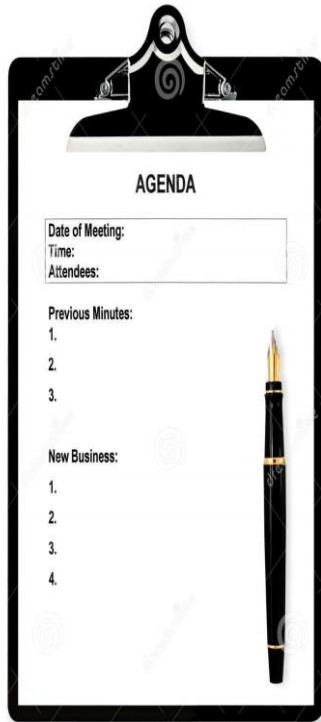 AGENDA
Date of Meeting:
Time:
Attendees:
Previous Minutes:
1.
2.
3.
New Business:
1.
2.
3.
4.